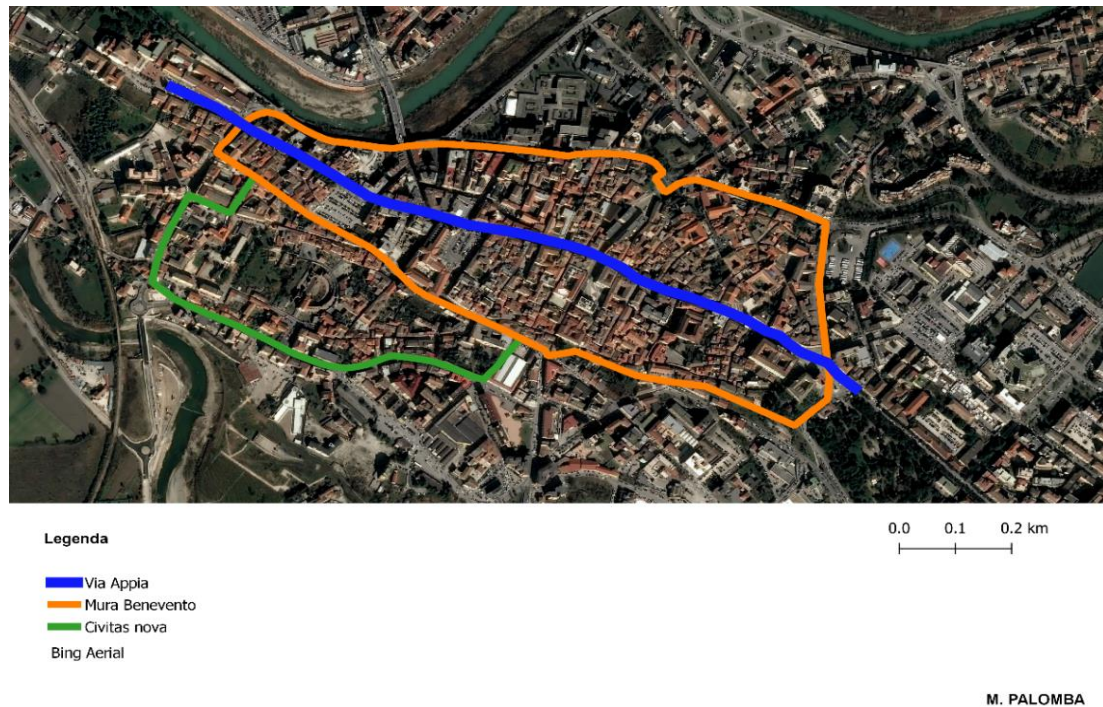 Legenda
Via Appia
Mura Benevento
Civitas nova
Bing Aerial
0.0 0.1 0.2 km
M. PALOMBA